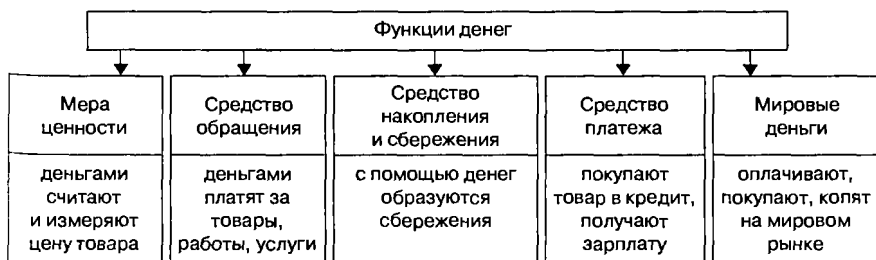 Функции денег
Мера
ценности
Средство
обращения
Средство
накопления
и сбережения
Средство
платежа
Мировые
деньги
деньгами
считают
и измеряют
цену товара
деньгами
платят за
товары,
работы, услуги
с помощью денег
образуются
сбережения
покупают
товар в кредит,
получают
зарплату
оплачивают,
покупают, копят
на мировом
рынке